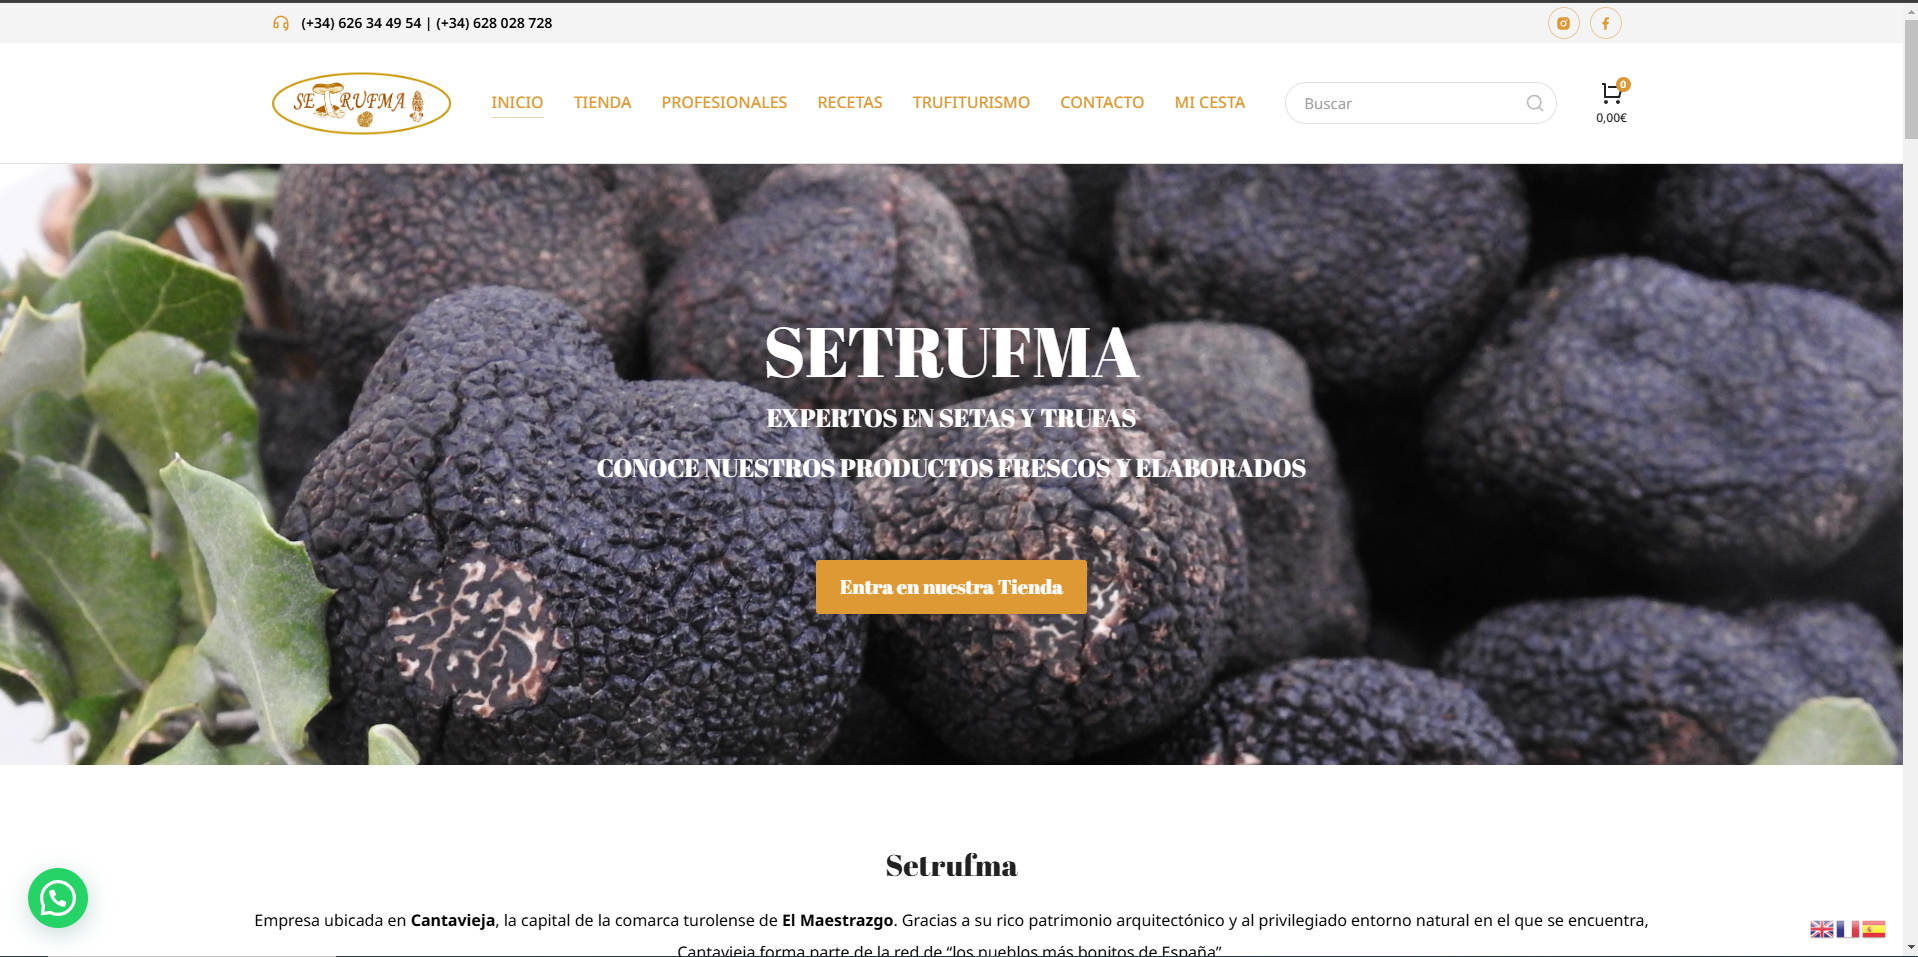 (+34) 626 34 49 54 | (+34) 628 028 728
SETRUFMA
INICIO TIENDA PROFESIONALES RECETAS TRUFITURISMO CONTACTO MI CESTA
Buscar
0
0,00€
SETRUFMA
EXPERTOS EN SETAS Y TRUFAS
CONOCE NUESTROS PRODUCTOS FRESCOS Y ELABORADOS
Entra en nuestra Tienda
Setrufma
Empresa ubicada en Cantavieja, la capital de la comarca turolense de El Maestrazgo. Gracias a su rico patrimonio arquitectónico y al privilegiado entorno natural en el que se encuentra,
Cantavieja forma parte de la red de “los pueblos más bonitos de España”